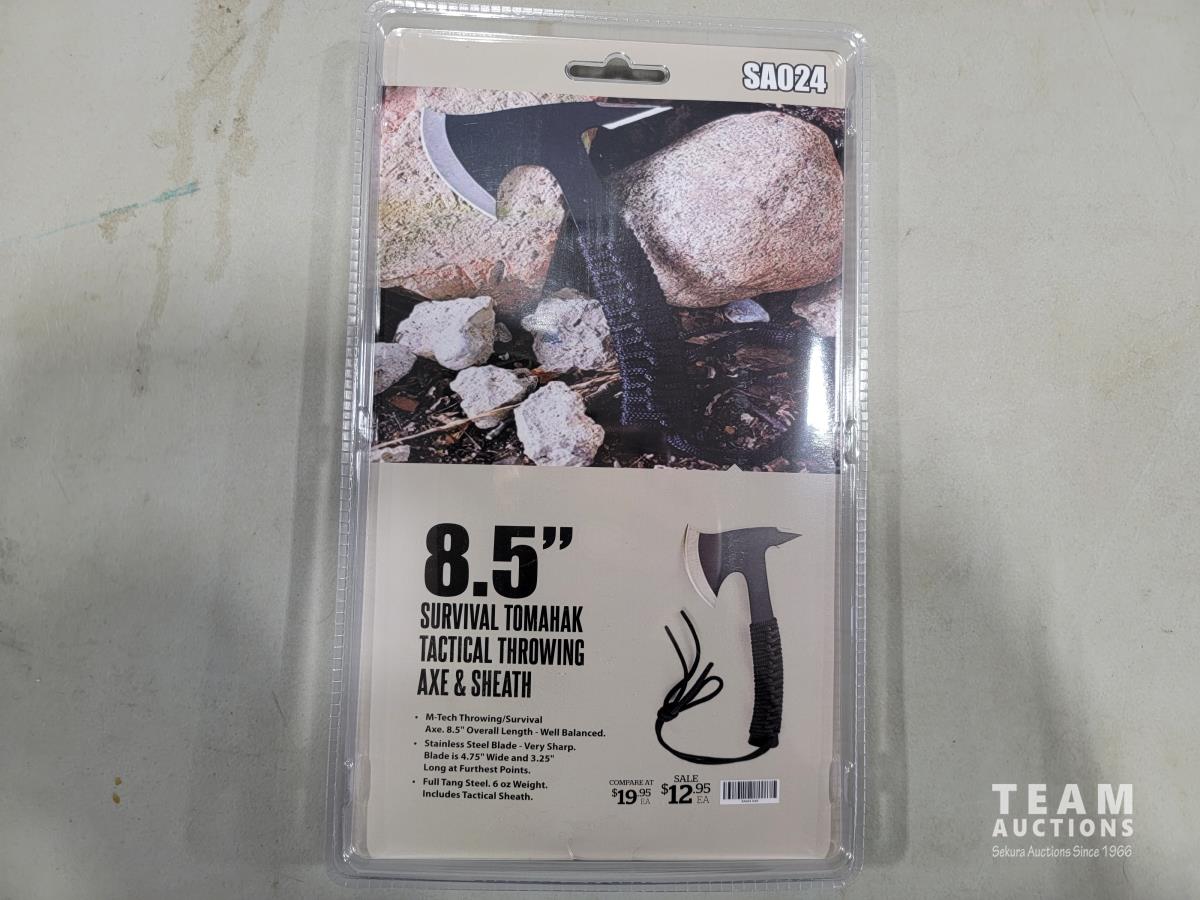 SA024
8.5”
SURVIVAL TOMAHAK
TACTICAL THROWING
AXE & SHEATH
• M-Tech Throwing/Survival
Axe. 8.5" Overall Length - Well Balanced.
• Stainless Steel Blade - Very Sharp.
Blade is 4.75" Wide and 3.25"
Long at Furthest Points.
• Full Tang Steel. 6 oz Weight.
Includes Tactical Sheath.
COMPARE AT
$19.95 EA
SALE
$12.95 EA
TEAM
AUCTIONS
Sekura Auctions Since 1966